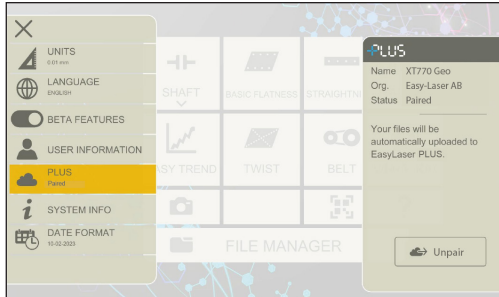 UNITS
0.01 mm
LANGUAGE
ENGLISH
BETA FEATURES
USER INFORMATION
PLUS
Paired
SYSTEM INFO
DATE FORMAT
10-02-2023
SHAFT
BASIC FLATNESS
STRAIGHTN
ASY TREND
TWIST
BELT
FILE MANAGER
PLUS
Name XT770 Geo
Org. Easy-Laser AB
Status Paired
Your files will be
automatically uploaded to
EasyLaser PLUS.
Unpair